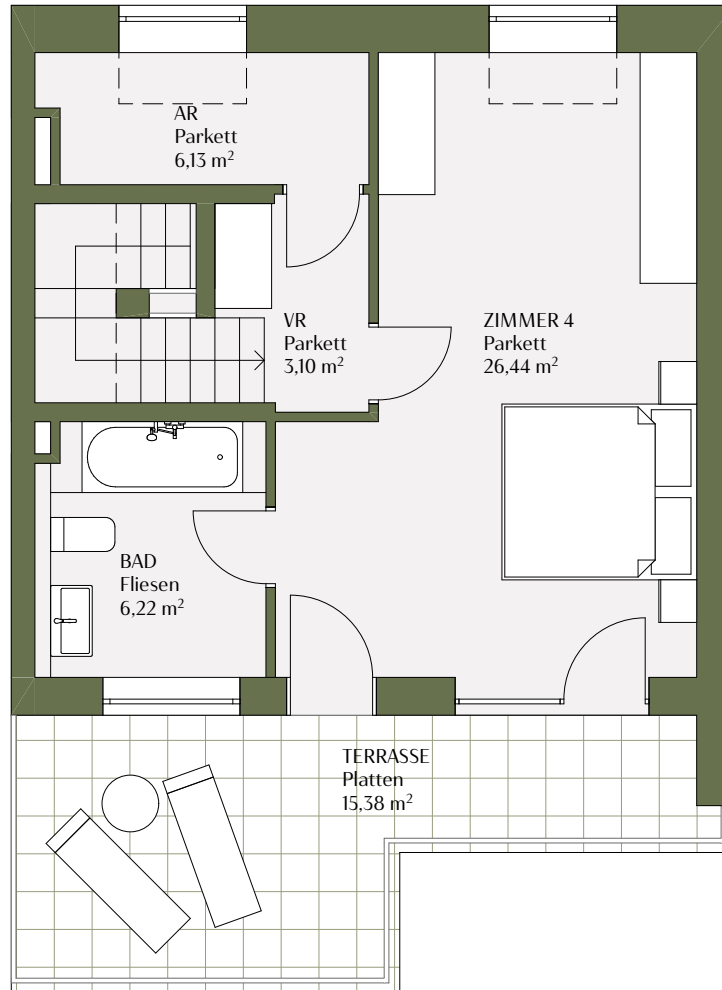 AR
Parkett
6,13 m²
VR
Parkett
3,10 m²
ZIMMER 4
Parkett
26,44 m²
BAD
Fliesen
6,22 m²
TERRASSE
Platten
15,38 m²